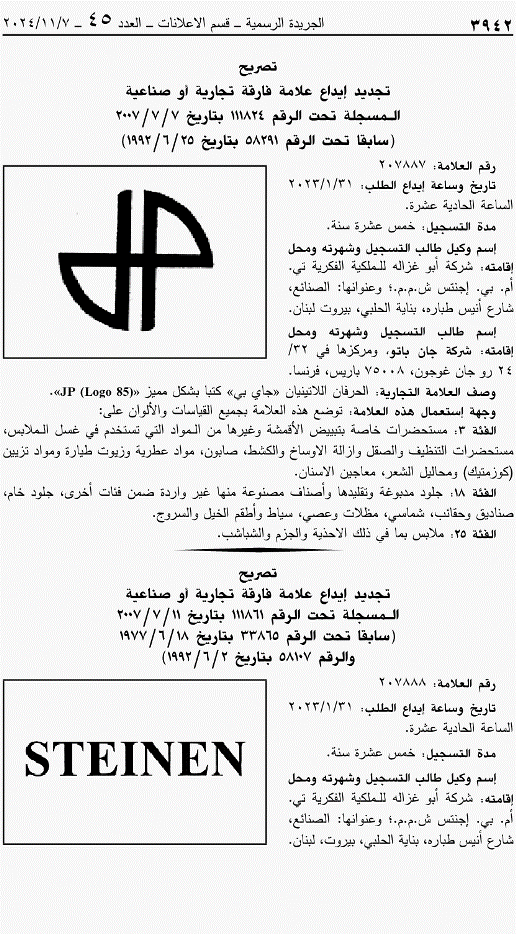 ٣٩٤٢
الجريدة الرسمية ــ قسم الاعلانات ــ العدد ٤٥ ــ ٢٠٢٤/١١/٧
تصريح
تجديد إيداع علامة فارقة تجارية أو صناعية
المسجلة تحت الرقم ١١١٨٢٤ بتاريخ ٢٠٠٧/٧/٧
(سابقا تحت الرقم ٥٨٢٩١ بتاريخ ١٩٩٢/٦/٢٥)
رقم العلامة: ٢٠٧٨٨٧
تاريخ وساعة إيداع الطلب: ٢٠٢٣/١/٣١
الساعة الحادية عشرة.
مدة التسجيل: خمس عشرة سنة.
إسم وكيل طالب التسجيل وشهرته ومحل
إقامته: شركة أبو غزاله للملكية الفكرية تي.
أم. بي. إجنتس ش.م.م.؛ وعنوانها: الصنائع،
شارع أنيس طباره، بناية الحلبي، بيروت لبنان.
إسم طالب التسجيل وشهرته ومحل
إقامته: شركة جان باتو، ومركزها في ٣٢/
٢٤ رو جان غوجون، ٧٥٠٠٨ باريس، فرنسا.
وصف العلامة التجارية: الحرفان اللاتينيان «جاي بي» كتبا بشكل مميز «JP (Logo 85)».
وجهة إستعمال هذه العلامة: توضع هذه العلامة بجميع القياسات والألوان على:
الفئة ٣: مستحضرات خاصة بتبييض الأقمشة وغيرها من المواد التي تستخدم في غسل الملابس،
مستحضرات التنظيف والصقل وازالة الاوساخ والكشط، صابون، مواد عطرية وزيوت طيارة ومواد تزيين
(كوزمتيك) ومحاليل الشعر، معاجين الاسنان.
الفئة ١٨: جلود مدبوغة وتقليدها وأصناف مصنوعة منها غير واردة ضمن فئات أخرى، جلود خام،
صناديق وحقائب، شماسي، مظلات وعصي، سياط وأطقم الخيل والسروج.
الفئة ٢٥: ملابس بما في ذلك الاحذية والجزم والشباشب.
تصريح
تجديد إيداع علامة فارقة تجارية أو صناعية
المسجلة تحت الرقم ١١١٨٦١ بتاريخ ٢٠٠٧/٧/١١
(سابقا تحت الرقم ٣٣٨٦٥ بتاريخ ١٩٧٧/٦/١٨
والرقم ٥٨١٠٧ بتاريخ ١٩٩٢/٦/٢)
رقم العلامة: ٢٠٧٨٨٨
تاريخ وساعة إيداع الطلب: ٢٠٢٣/١/٣١
الساعة الحادية عشرة.
مدة التسجيل: خمس عشرة سنة.
إسم وكيل طالب التسجيل وشهرته ومحل
إقامته: شركة أبو غزاله للملكية الفكرية تي.
أم. بي. إجنتس ش.م.م.؛ وعنوانها: الصنائع،
شارع أنيس طباره، بناية الحلبي، بيروت، لبنان.
STEINEN